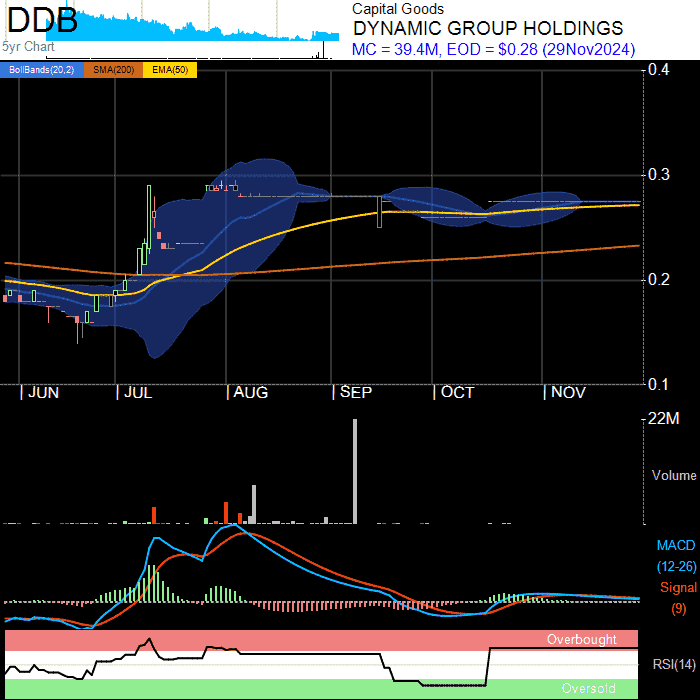 DDB
5yr Chart
Capital Goods
DYNAMIC GROUP HOLDINGS
MC = 39.4M, EOD = $0.28 (29Nov2024)
BollBands(20,2) SMA(200) EMA(50)
0.4
0.3
0.2
0.1
JUN JUL AUG SEP OCT NOV
22M
Volume
MACD
(12-26)
Signal
(9)
Overbought
RSI(14)
Oversold